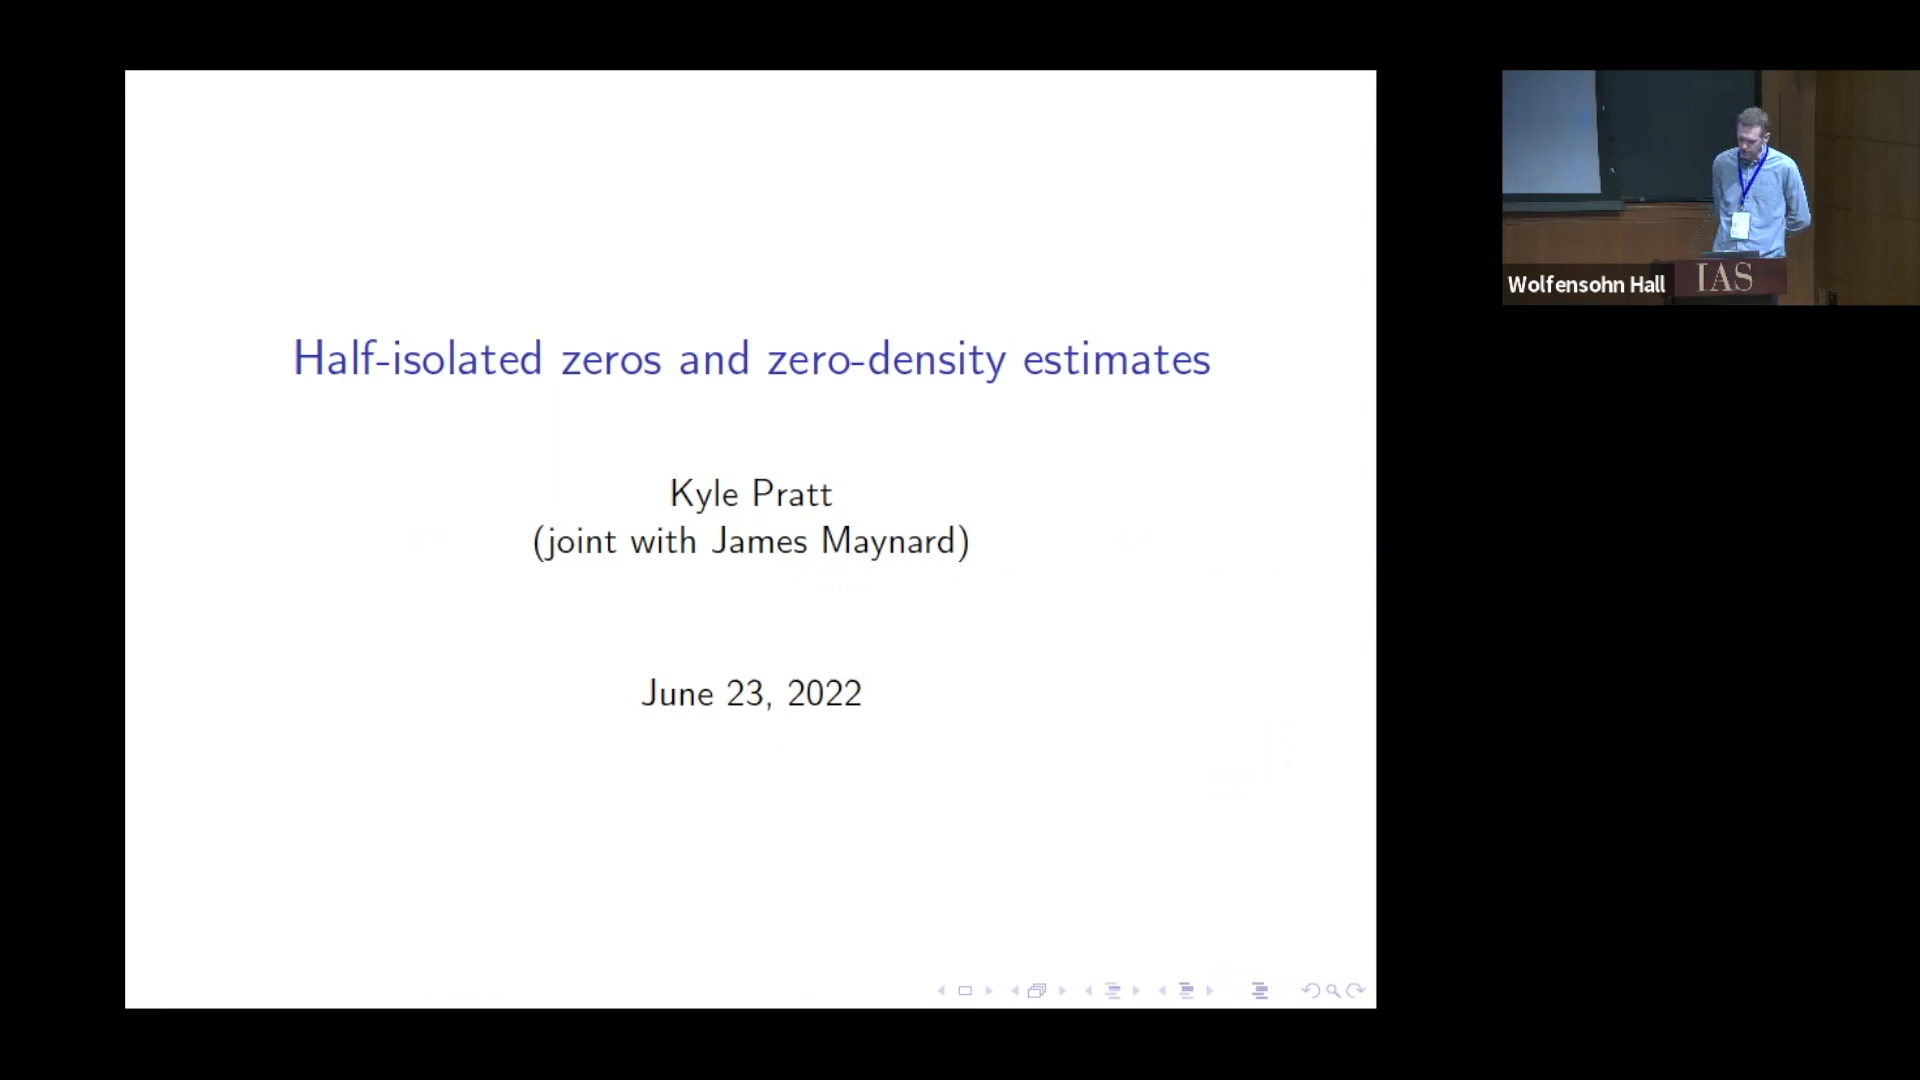 Half-isolated zeros and zero-density estimates
Kyle Pratt
(joint with James Maynard)
June 23, 2022
Wolfensohn Hall
IAS